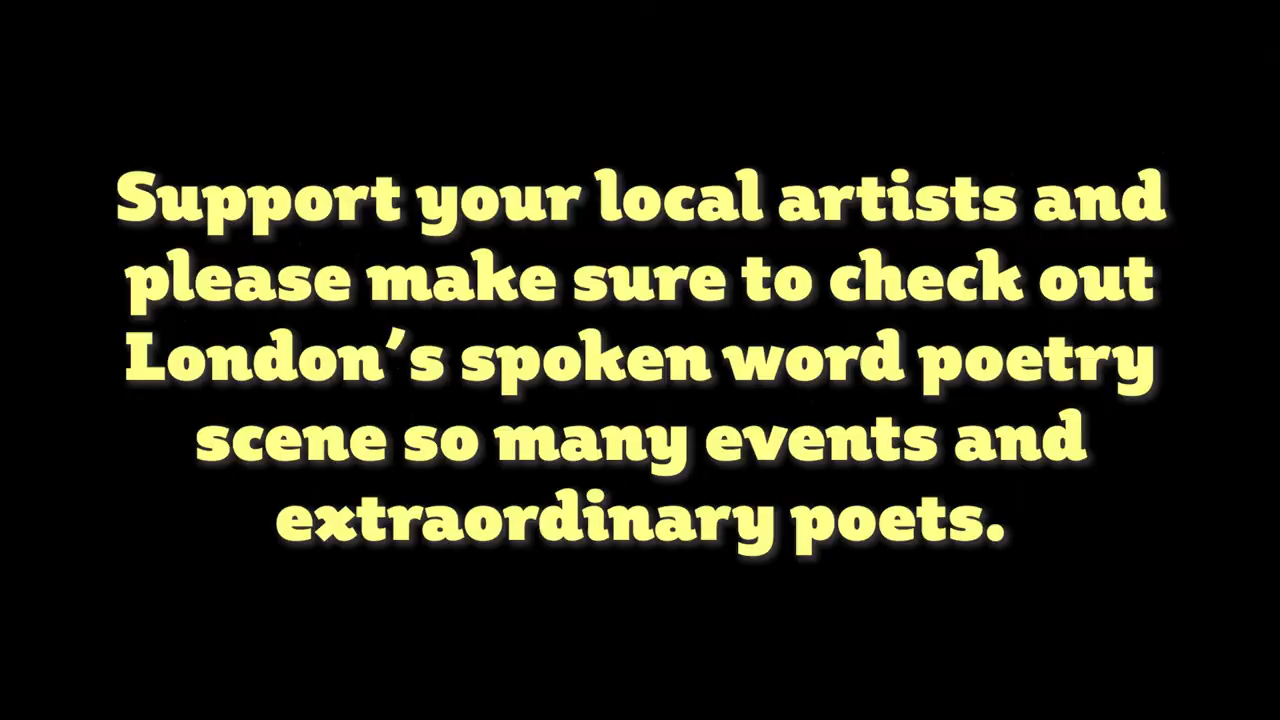 Support your local artists and
please make sure to check out
London's spoken word poetry
scene so many events and
extraordinary poets.